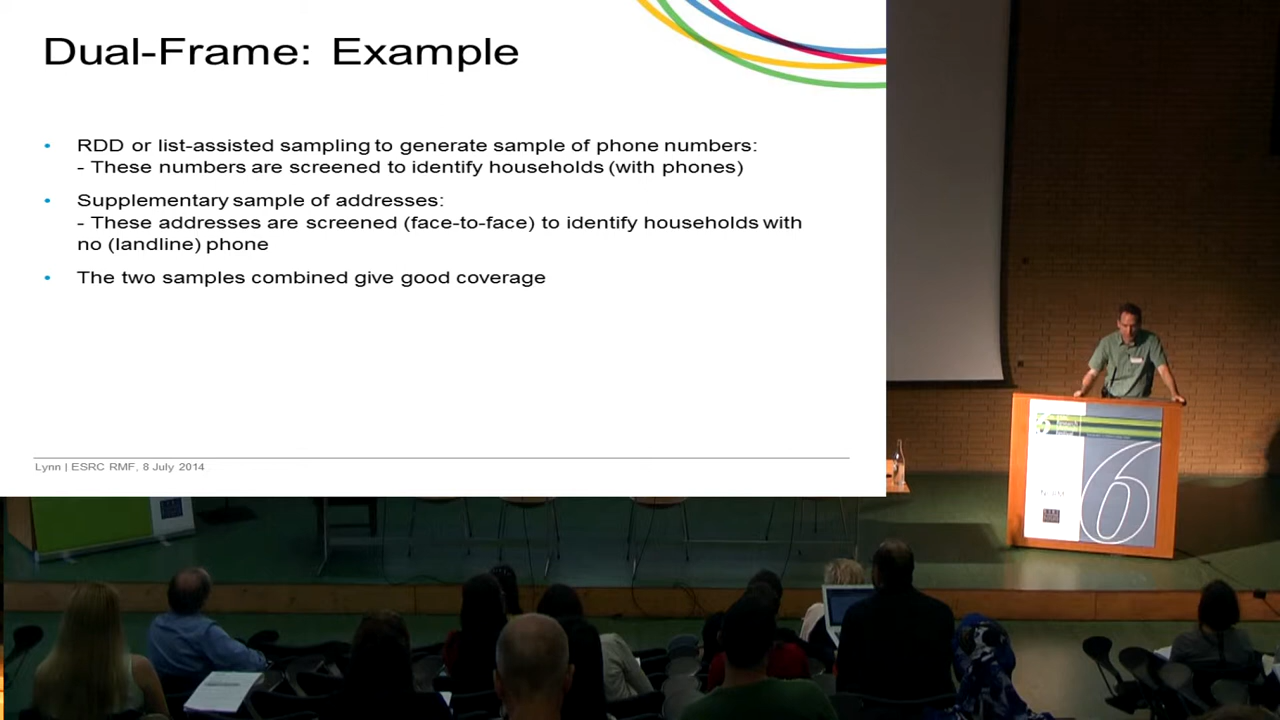 Dual-Frame: Example
• RDD or list-assisted sampling to generate sample of phone numbers:
- These numbers are screened to identify households (with phones)
• Supplementary sample of addresses:
- These addresses are screened (face-to-face) to identify households with
no (landline) phone
• The two samples combined give good coverage
Lynn | ESRC RMF, 8 July 2014
6